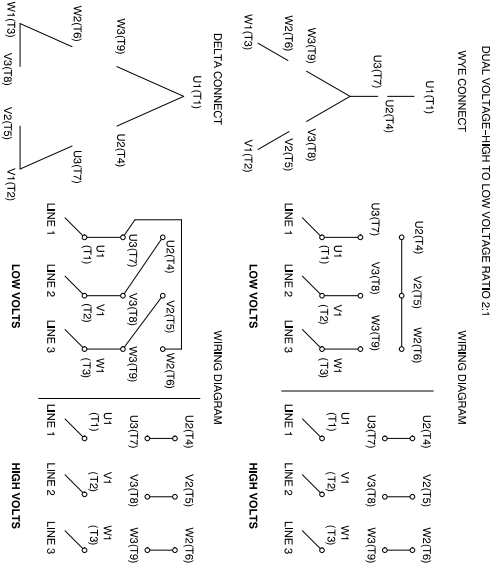 DUAL VOLTAGE–HIGH TO LOW VOLTAGE RATIO 2:1
WYE CONNECT
U1(T1)
U2(T4)
U3(T7)
W3(T9)
V3(T8)
W2(T6)
V2(T5)
W1(T3)
V1(T2)
WIRING DIAGRAM
U2(T4) V2(T5) W2(T6)
U3(T7) V3(T8) W3(T9)
U1 V1 W1
(T1) (T2) (T3)
LINE 1 LINE 2 LINE 3
LOW VOLTS
U2(T4) V2(T5) W2(T6)
U3(T7) V3(T8) W3(T9)
U1 V1 W1
(T1) (T2) (T3)
LINE 1 LINE 2 LINE 3
HIGH VOLTS
DELTA CONNECT
U1(T1)
W3(T9)
U2(T4)
W2(T6)
U3(T7)
W1(T3)
V3(T8)
V2(T5)
V1(T2)
WIRING DIAGRAM
U2(T4) V2(T5) W2(T6)
U3(T7) V3(T8) W3(T9)
U1 V1 W1
(T1) (T2) (T3)
LINE 1 LINE 2 LINE 3
LOW VOLTS
U2(T4) V2(T5) W2(T6)
U3(T7) V3(T8) W3(T9)
U1 V1 W1
(T1) (T2) (T3)
LINE 1 LINE 2 LINE 3
HIGH VOLTS